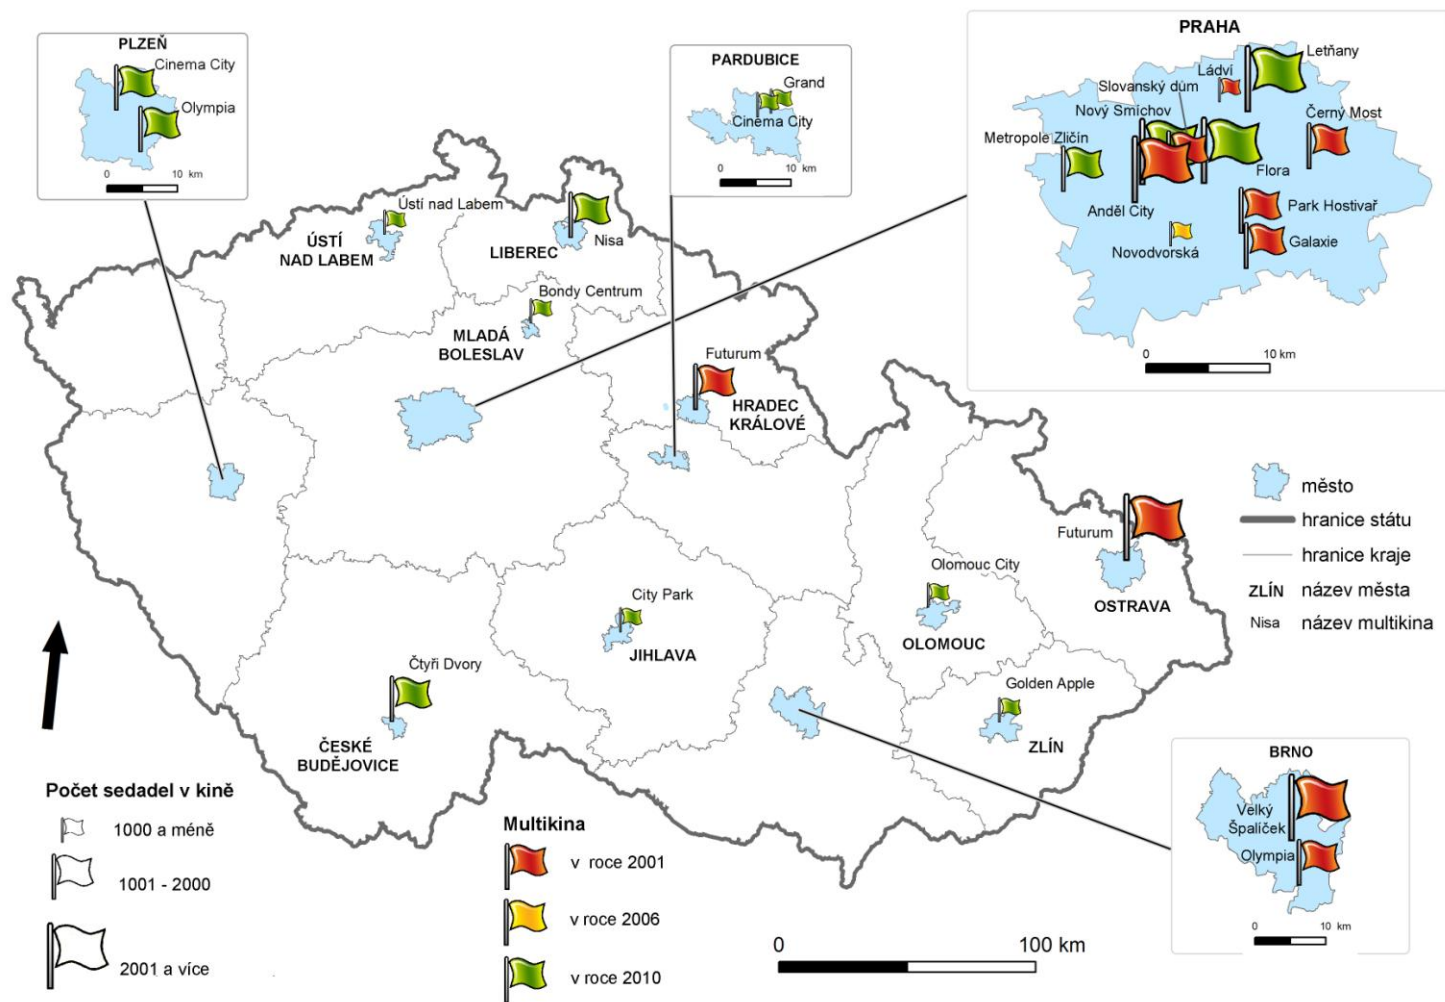 PLZEŇ
Cinema City
Olympia
0 10 km
PARDUBICE
Grand
Cinema City
0 10 km
PRAHA
Letňany
Ládví
Slovanský dům
Nový Smíchov
Černý Most
Metropole Zličín
Flora
Anděl City
Park Hostivař
Galaxie
Novodvorská
0 10 km
Ústí nad Labem
ÚSTÍ
NAD LABEM
LIBEREC
Nisa
Bondy Centrum
MLADÁ
BOLESLAV
Futurum
HRADEC
KRÁLOVÉ
Futurum
OSTRAVA
Olomouc City
OLOMOUC
City Park
JIHLAVA
Čtyři Dvory
ČESKÉ
BUDĚJOVICE
Golden Apple
ZLÍN
město
hranice státu
hranice kraje
ZLÍN název města
Nisa název multikina
BRNO
Velký
Špalíček
Olympia
0 10 km
Počet sedadel v kině
1000 a méně
1001 - 2000
2001 a více
Multikina
v roce 2001
v roce 2006
v roce 2010
0 100 km